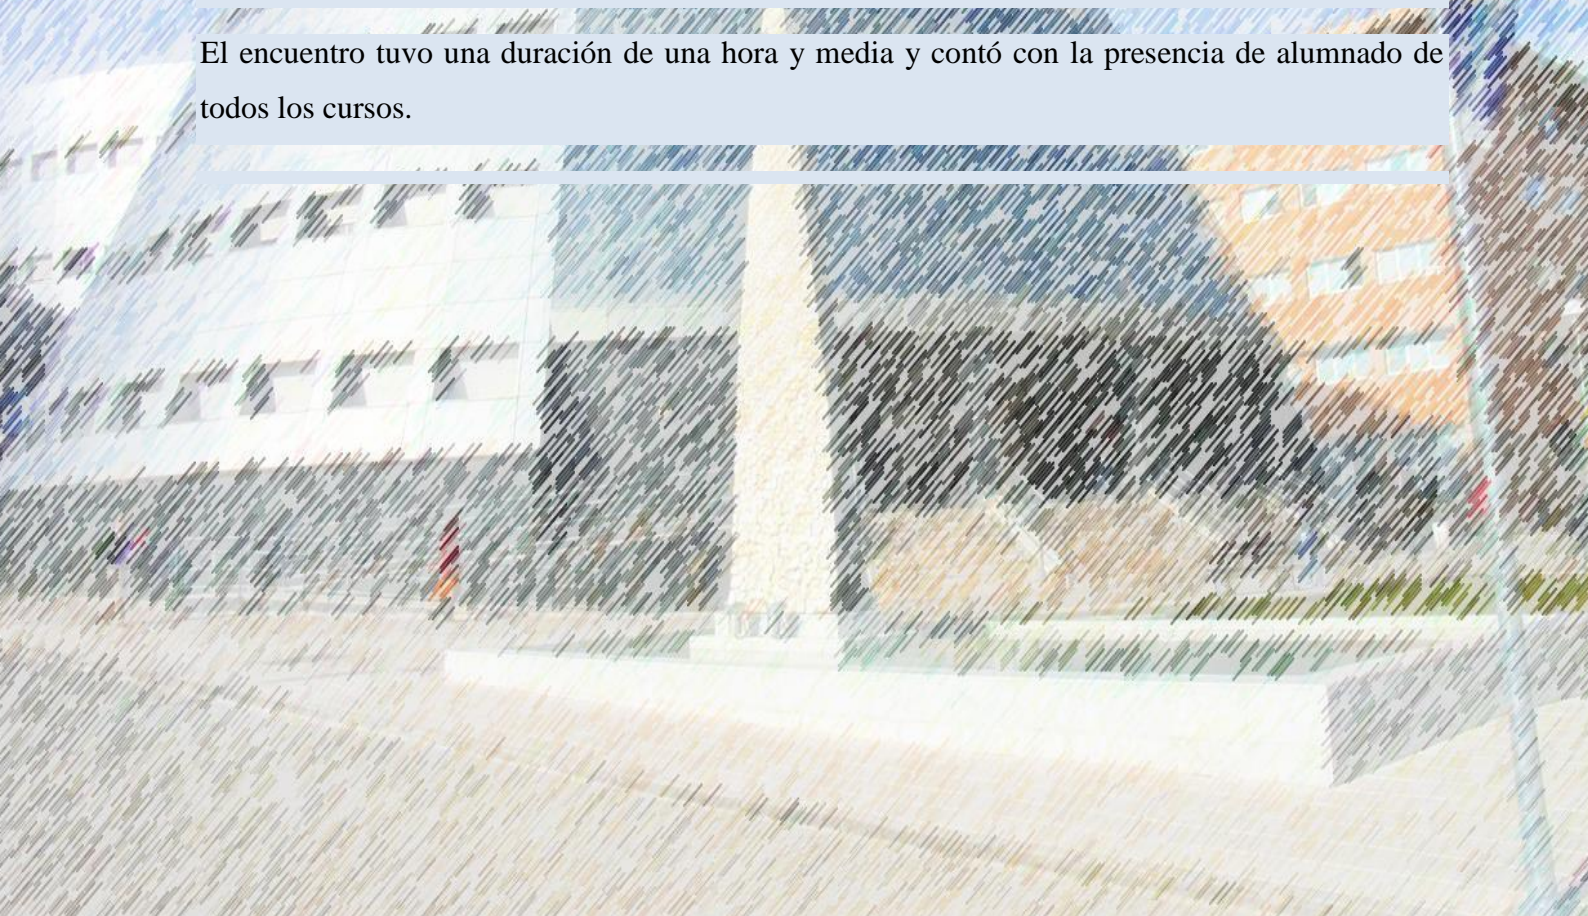 El encuentro tuvo una duración de una hora y media y contó con la presencia de alumnado de
todos los cursos.